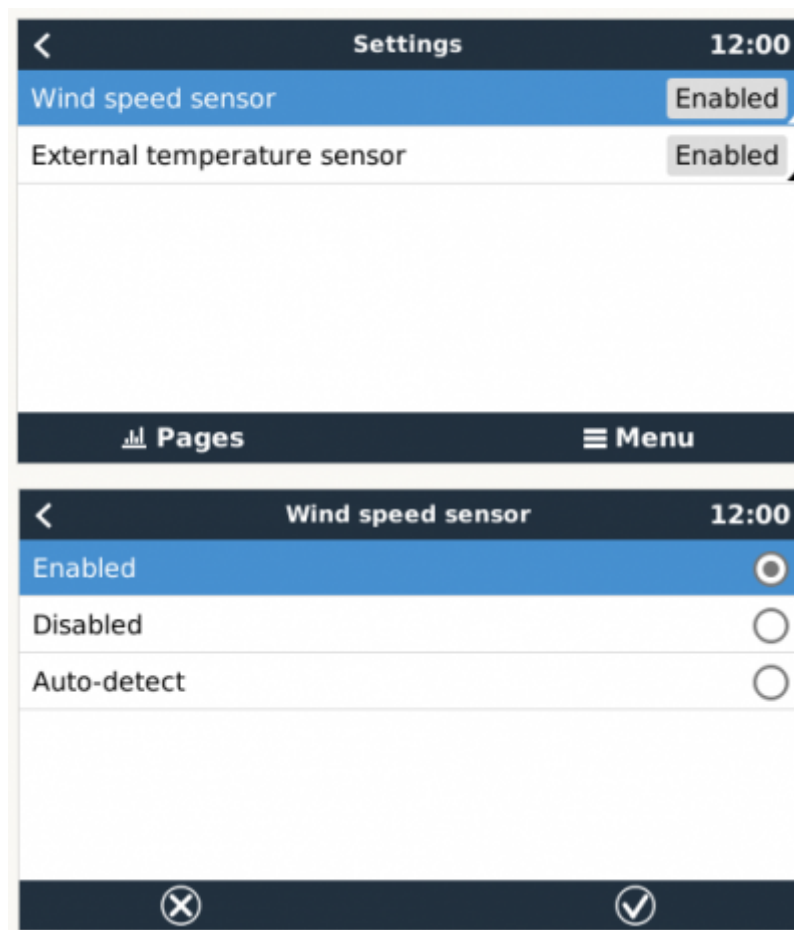 Settings 12:00
Wind speed sensor Enabled
External temperature sensor Enabled
Pages Menu
Wind speed sensor 12:00
Enabled
Disabled
Auto-detect